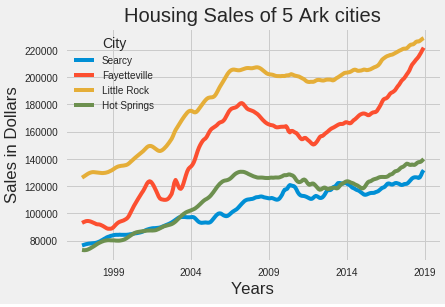 Housing Sales of 5 Ark cities
City
Searcy
Fayetteville
Little Rock
Hot Springs
Sales in Dollars
220000
200000
180000
160000
140000
120000
100000
80000
1999
2004
2009
2014
2019
Years